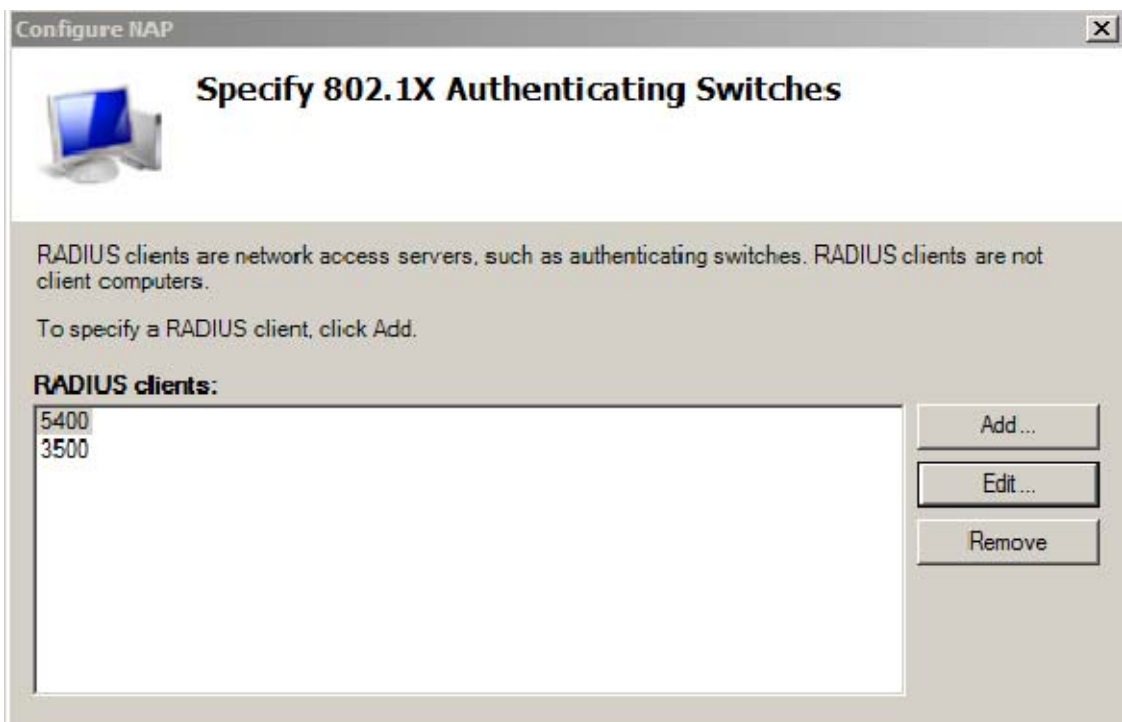 Configure NAP
Specify 802.1X Authenticating Switches
RADIUS clients are network access servers, such as authenticating switches. RADIUS clients are not
client computers.
To specify a RADIUS client, click Add.
RADIUS clients:
5400
3500
Add...
Edit...
Remove